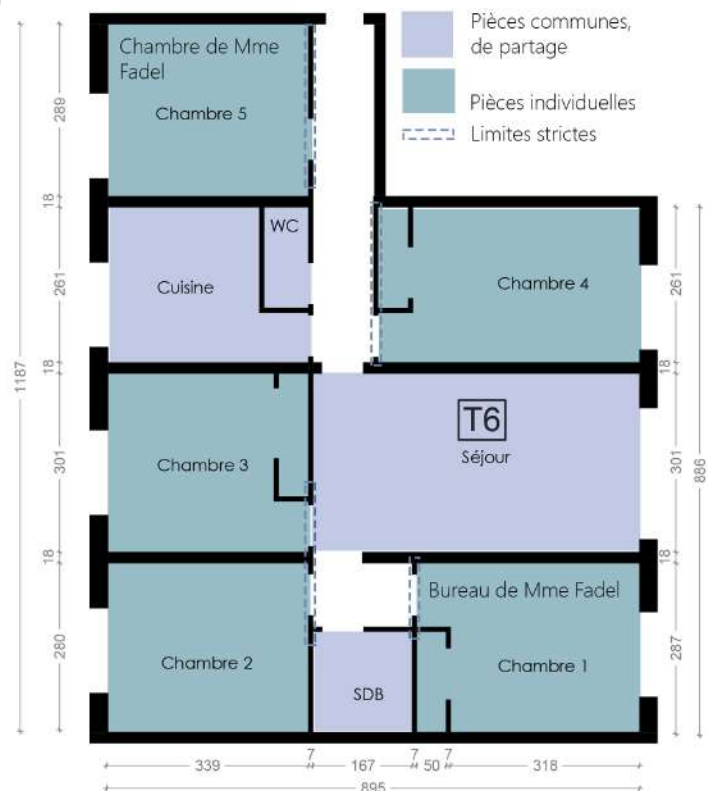 Chambre de Mme
Fadel
Chambre 5
Pièces communes,
de partage
Pièces individuelles
Limites strictes
WC
Cuisine
Chambre 4
T6
Séjour
Chambre 3
Bureau de Mme Fadel
Chambre 2
SDB
Chambre 1
1187
289
18
261
18
301
18
280
261
18
301
18
287
886
339
7
167
7
50
7
318
895